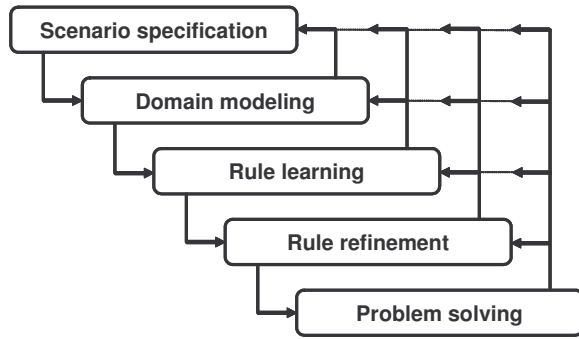 Scenario specification
Domain modeling
Rule learning
Rule refinement
Problem solving